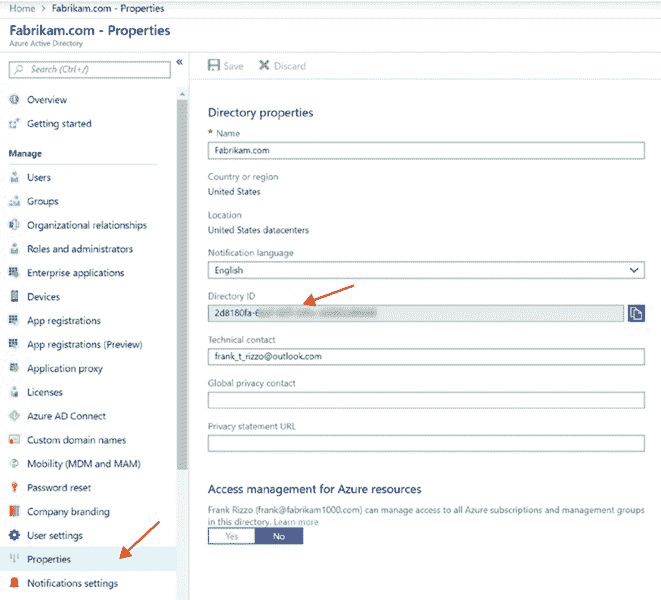 Home > Fabrikam.com - Properties
Fabrikam.com - Properties
Azure Active Directory
Search (Ctrl+/)
«
Overview
Getting started
Manage
Users
Groups
Organizational relationships
Roles and administrators
Enterprise applications
Devices
App registrations
App registrations (Preview)
Application proxy
Licenses
Azure AD Connect
Custom domain names
Mobility (MDM and MAM)
Password reset
Company branding
User settings
Properties
Notifications settings
Save Discard
Directory properties
* Name
Fabrikam.com
Country or region
United States
Location
United States datacenters
Notification language
English
Directory ID
2d8180fa-6
Technical contact
frank_t_rizzo@outlook.com
Global privacy contact
Privacy statement URL
Access management for Azure resources
Frank Rizzo (frank@fabrikam1000.com) can manage access to all Azure subscriptions and management groups
in this directory. Learn more
Yes No